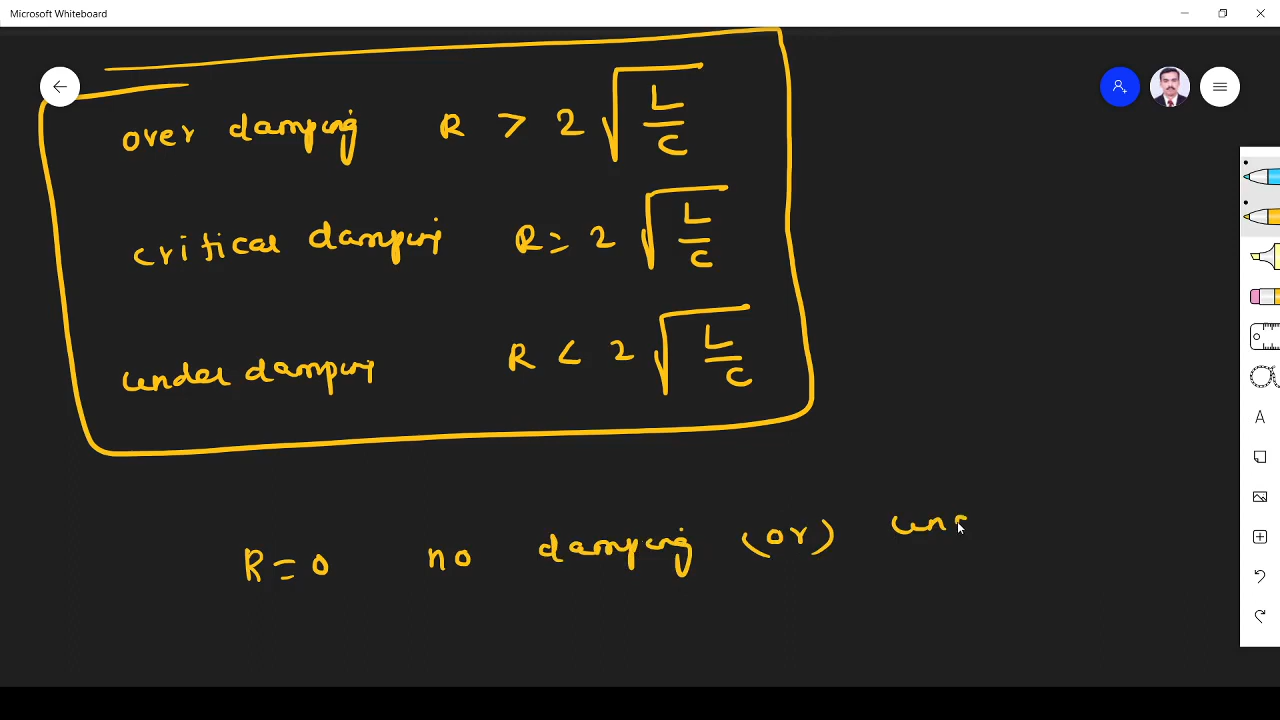 Microsoft Whiteboard
over damping R > 2 √(L/C)
critical damping R = 2 √(L/C)
under damping R < 2 √(L/C)
R = 0 no damping (or)